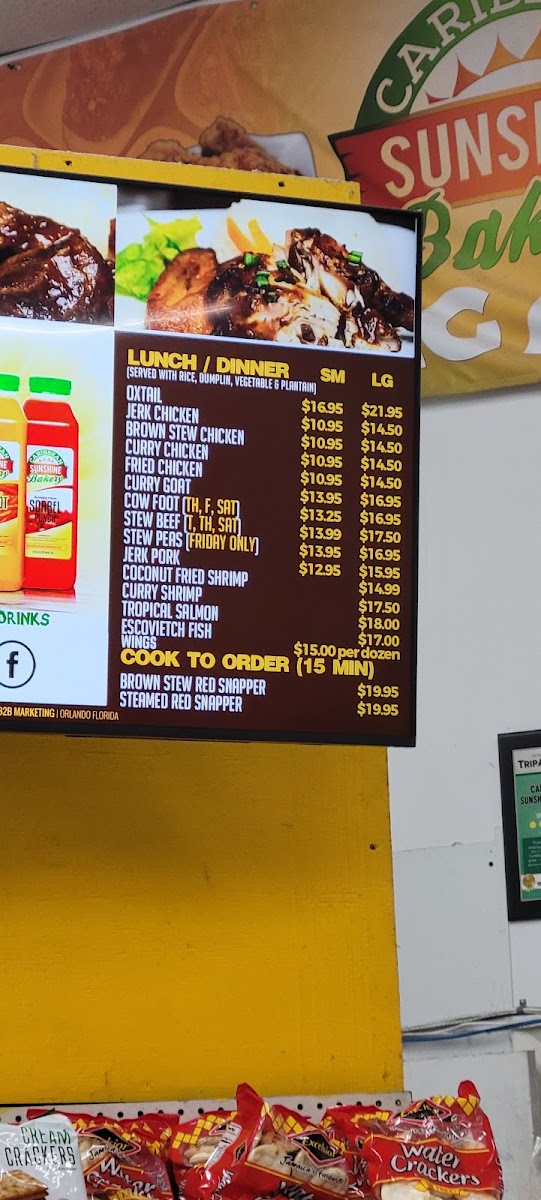 CARIB
SUNS
Bak
LUNCH / DINNER SM LG
(SERVED WITH RICE, DUMPLIN, VEGETABLE & PLANTAIN)
OXTAIL $16.95 $21.95
JERK CHICKEN $10.95 $14.50
BROWN STEW CHICKEN $10.95 $14.50
CURRY CHICKEN $10.95 $14.50
FRIED CHICKEN $10.95 $14.50
CURRY GOAT $13.95 $16.95
COW FOOT (TH, F, SAT) $13.25 $16.95
STEW BEEF (T, TH, SAT) $13.99 $17.50
STEW PEAS (FRIDAY ONLY) $13.95 $16.95
JERK PORK $12.95 $15.95
COCONUT FRIED SHRIMP $14.99
CURRY SHRIMP $17.50
TROPICAL SALMON $18.00
ESCOVIETCH FISH $17.00
WINGS $15.00 per dozen
COOK TO ORDER (15 MIN)
BROWN STEW RED SNAPPER $19.95
STEAMED RED SNAPPER $19.95
CARIBBEAN
SUNSHINE
Bakery
SORREL
PUNCH
DRINKS
f
B2B MARKETING | ORLANDO FLORIDA
TRIPA
CA
SUNSH
CREAM
CRACKERS
Excelsior
Water
Crackers